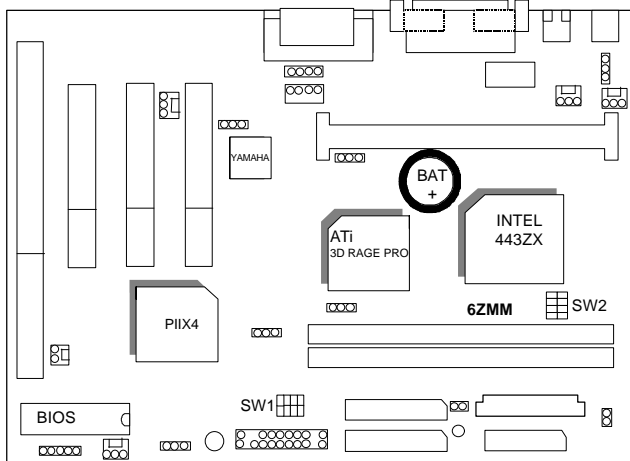 YAMAHA
BAT
+
INTEL
443ZX
ATi
3D RAGE PRO
6ZMM
SW2
PIIX4
SW1
BIOS